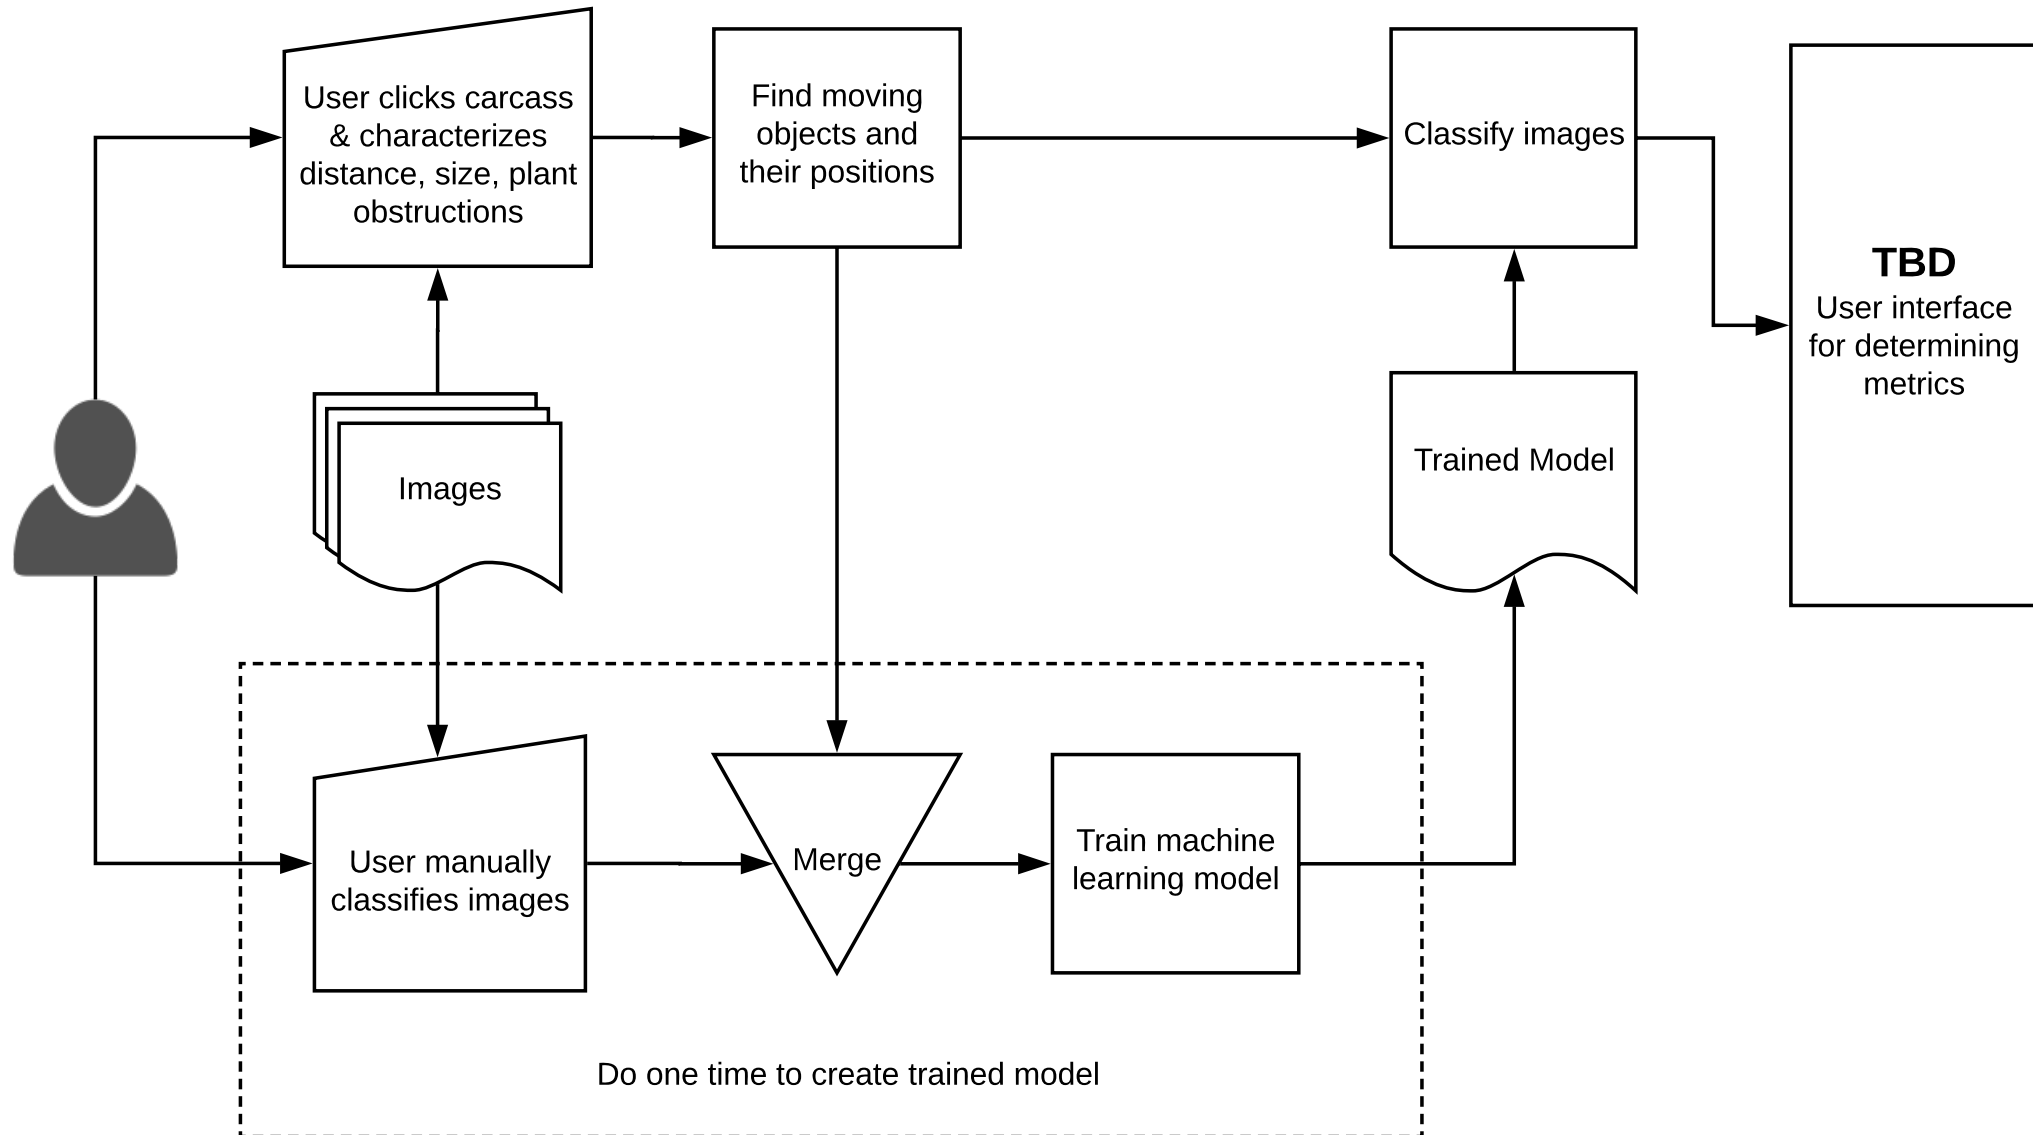 User clicks carcass
& characterizes
distance, size, plant
obstructions
Find moving
objects and
their positions
Classify images
TBD
User interface
for determining
metrics
Images
Trained Model
User manually
classifies images
Merge
Train machine
learning model
Do one time to create trained model